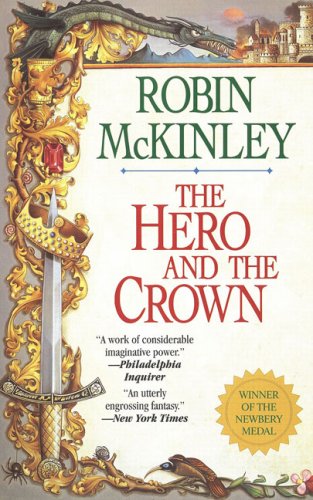 ROBIN
McKINLEY
THE
HERO
AND THE
CROWN
“A work of considerable
imaginative power.”
—Philadelphia
Inquirer
“An utterly
engrossing fantasy.”
—New York Times
WINNER
OF THE
NEWBERY
MEDAL